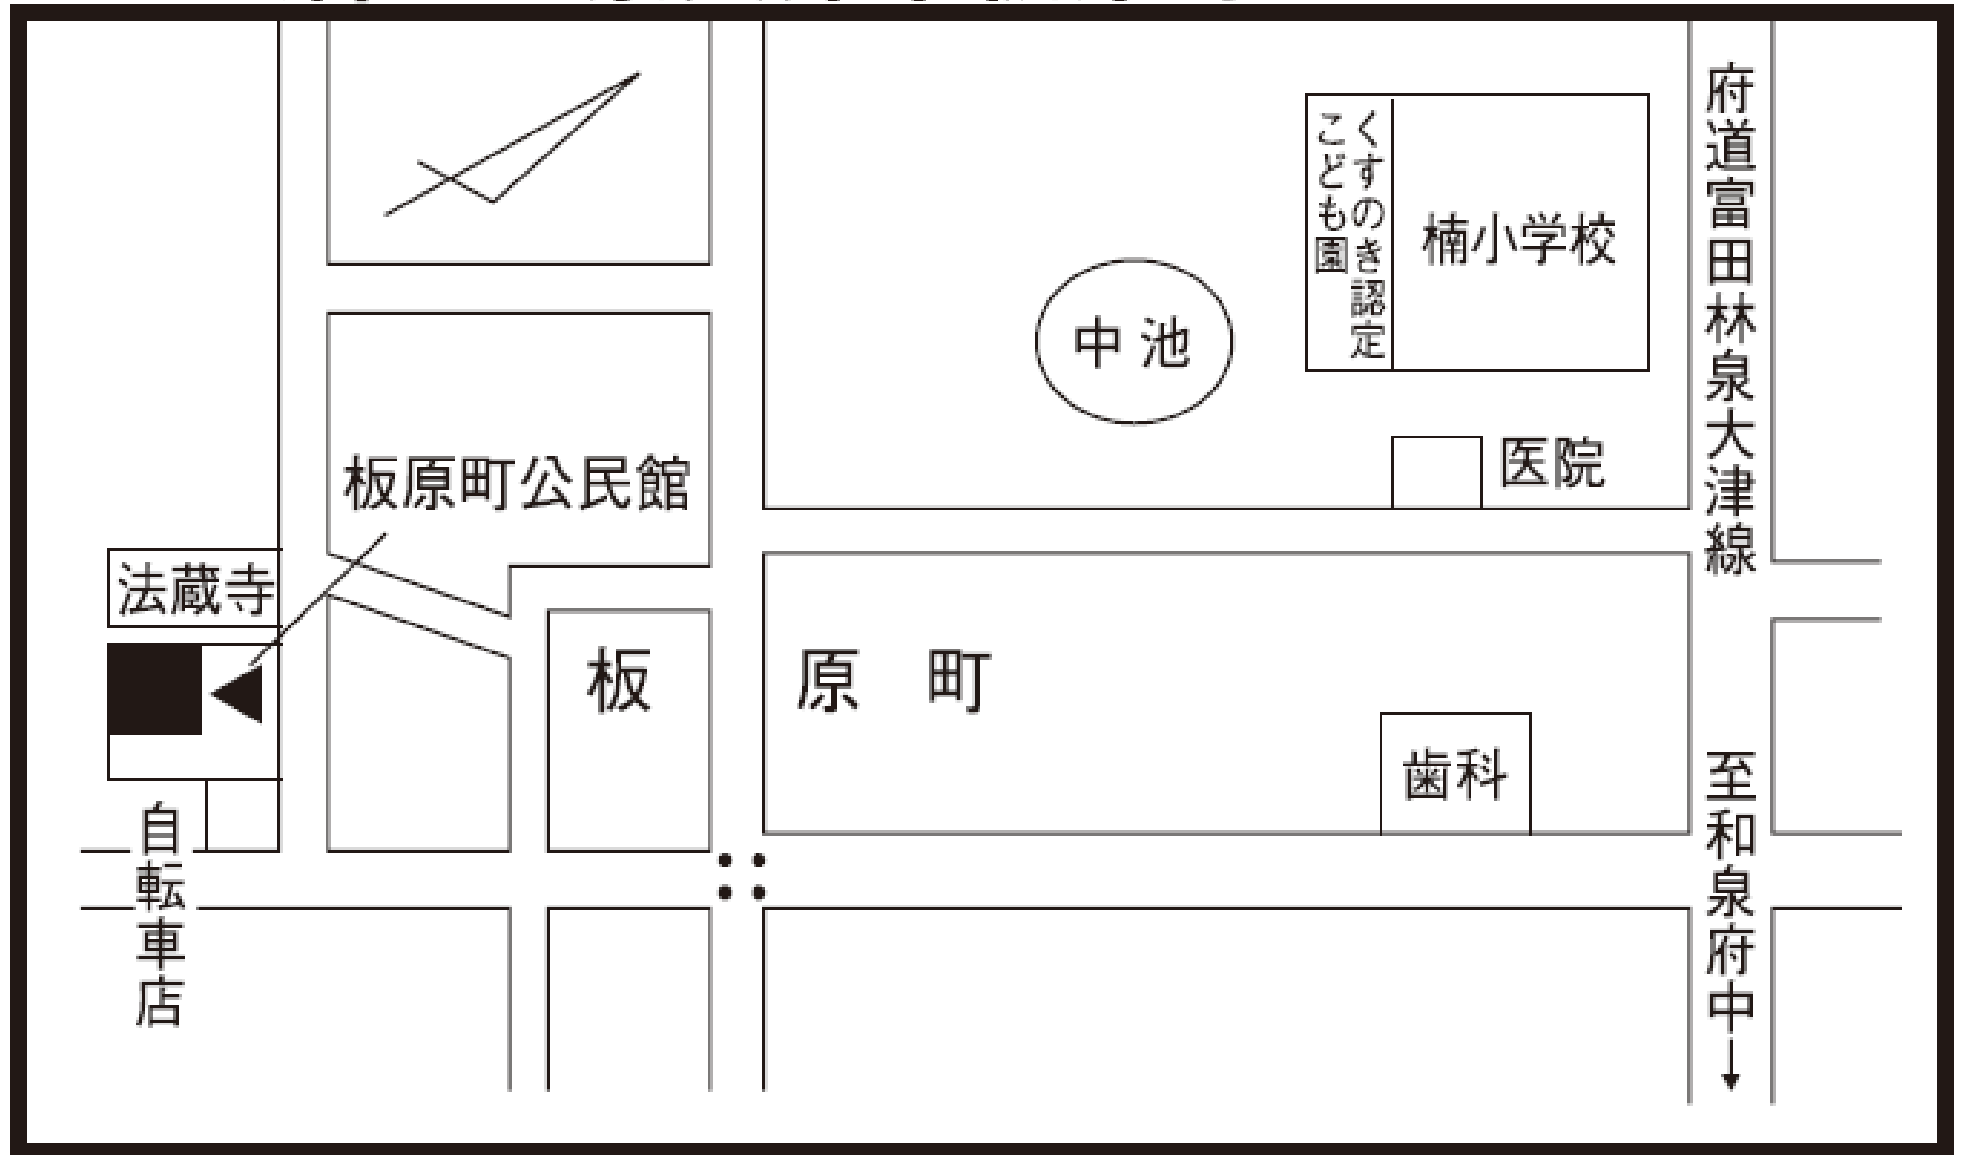 府道富田林泉大津線
くすのき認定
こども園
楠小学校
中池
医院
板原町公民館
法蔵寺
板原町
歯科
至和泉府中
自転車店